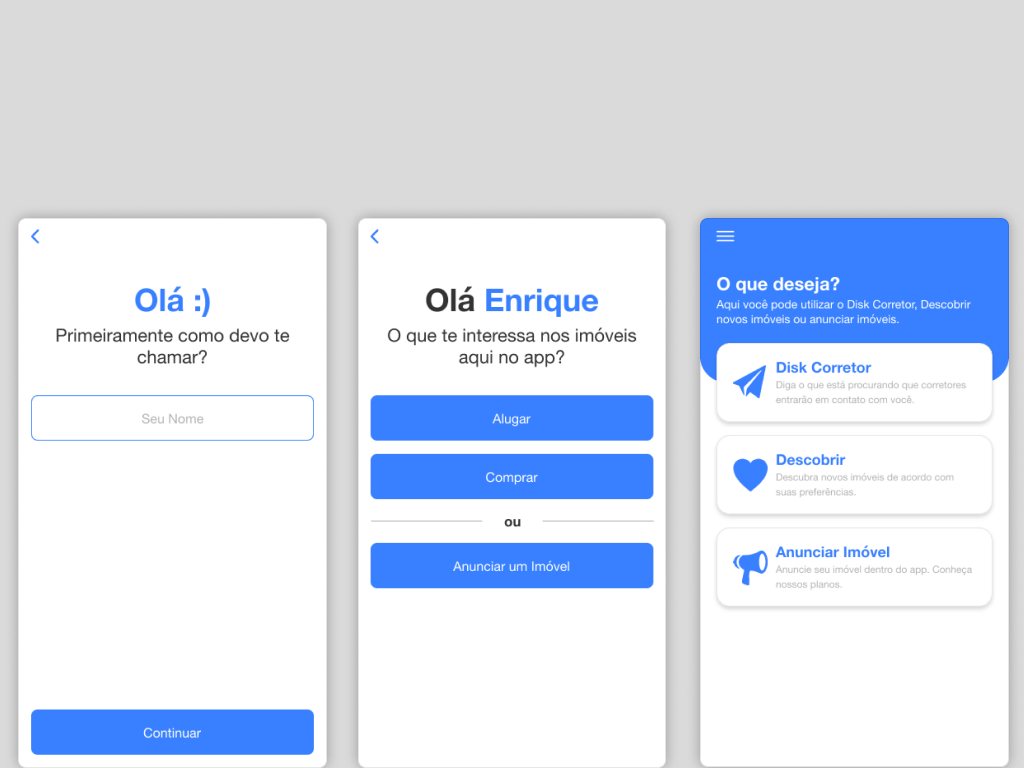 Olá :)
Primeiramente como devo te
chamar?
Seu Nome
Continuar
Olá Enrique
O que te interessa nos imóveis
aqui no app?
Alugar
Comprar
ou
Anunciar um Imóvel
O que deseja?
Aqui você pode utilizar o Disk Corretor, Descobrir
novos imóveis ou anunciar imóveis.
Disk Corretor
Diga o que está procurando que corretores
entrarão em contato com você.
Descobrir
Descubra novos imóveis de acordo com
suas preferências.
Anunciar Imóvel
Anuncie seu imóvel dentro do app. Conheça
nossos planos.